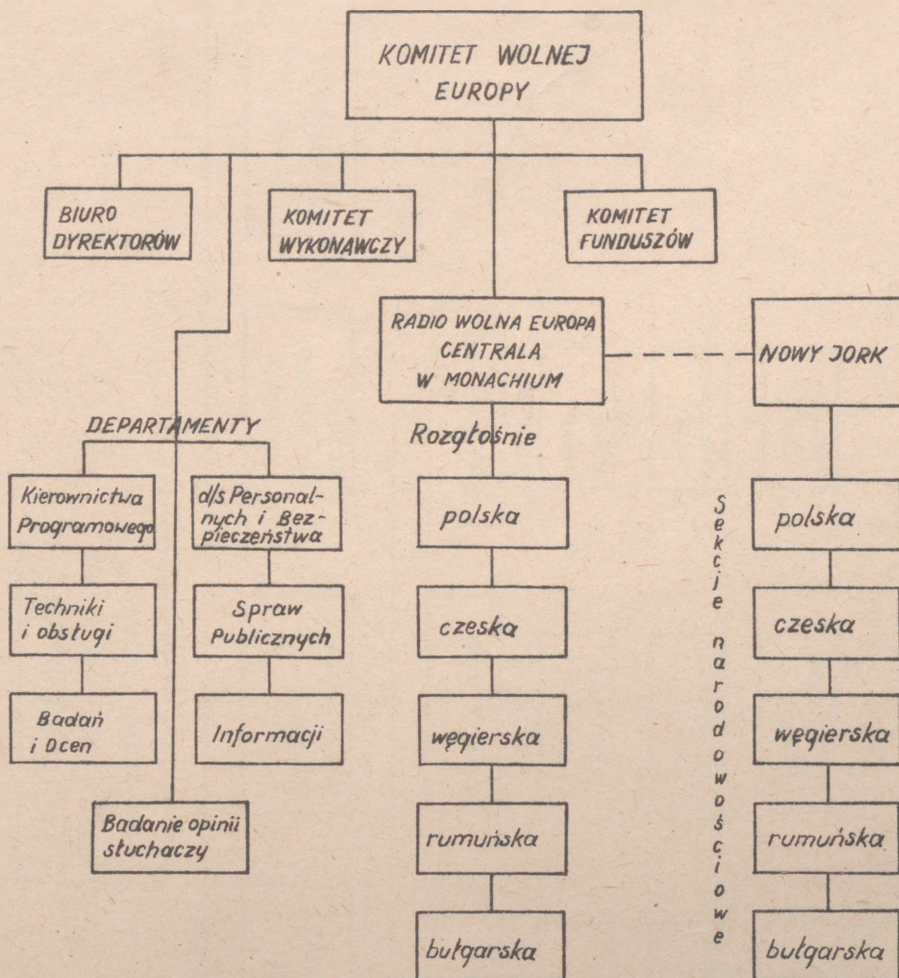 KOMITET WOLNEJ
EUROPY
BIURO
DYREKTORÓW
KOMITET
WYKONAWCZY
KOMITET
FUNDUSZÓW
RADIO WOLNA EUROPA
CENTRALA
W MONACHIUM
NOWY JORK
DEPARTAMENTY
Kierownictwa
Programowego
Techniki
i obsługi
Badań
i Ocen
d/s Personal-
nych i Bez-
pieczeństwa
Spraw
Publicznych
Informacji
Badanie opinii
słuchaczy
Rozgłośnie
polska
czeska
węgierska
rumuńska
bułgarska
Sekcje narodowościowe
polska
czeska
węgierska
rumuńska
bułgarska